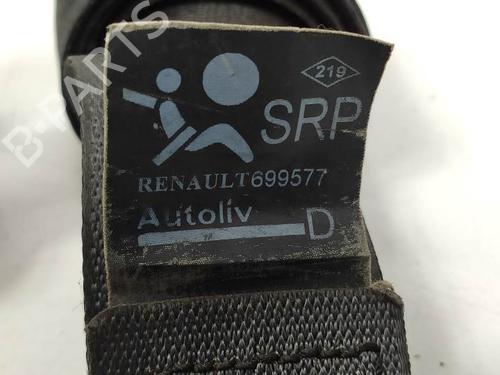 219
SRP
RENAULT699577
Autoliv
D
B-PARTS